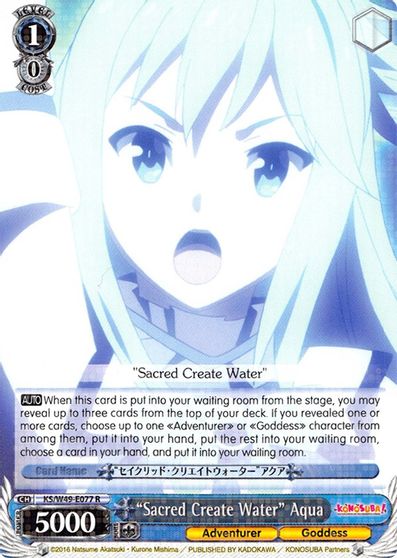 LEVEL
1
0
COST
"Sacred Create Water"
AUTO When this card is put into your waiting room from the stage, you may
reveal up to three cards from the top of your deck. If you revealed one or
more cards, choose up to one «Adventurer» or «Goddess» character from
among them, put it into your hand, put the rest into your waiting room,
choose a card in your hand, and put it into your waiting room.
Card Name
"セイクリッド・クリエイトウォーター" アクア
CH KS/W49-E077 R
POWER
5000
"Sacred Create Water" Aqua
KONOSUBA!
Adventurer Goddess
©2016 Natsume Akatsuki・Kurone Mishima / PUBLISHED BY KADOKAWA / KONOSUBA Partners